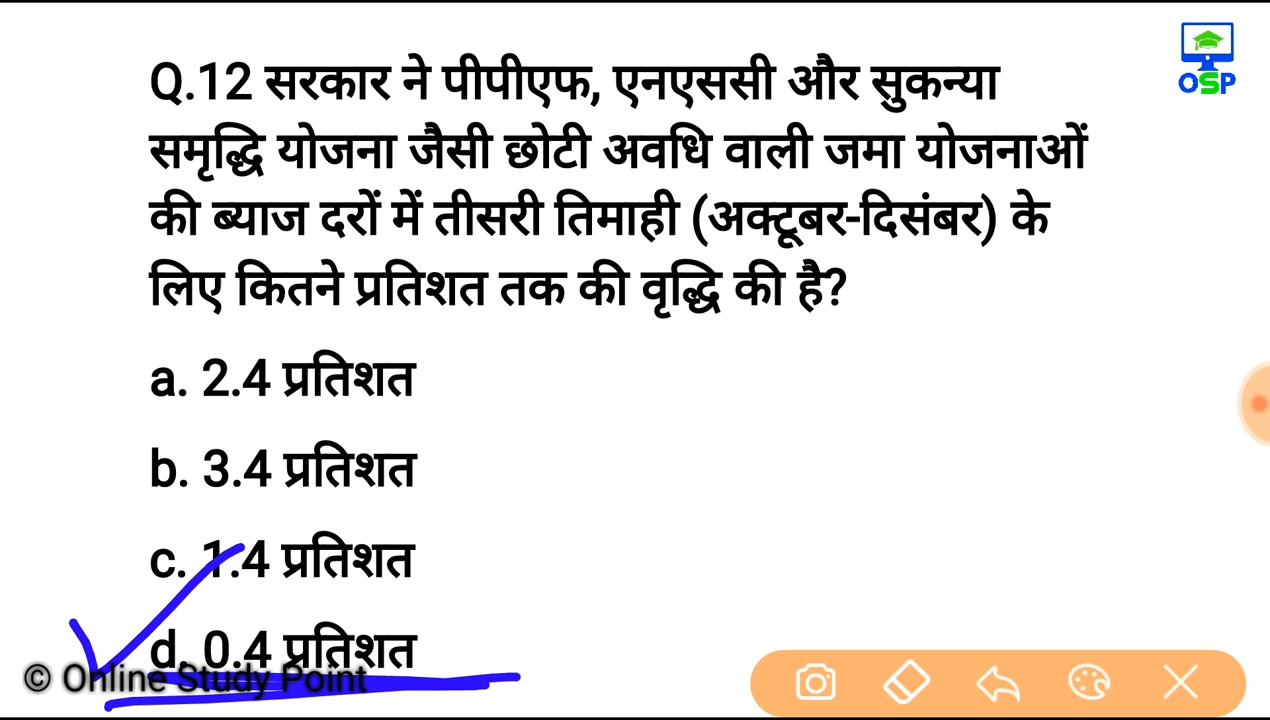 OSP
Q.12 सरकार ने पीपीएफ, एनएससी और सुकन्या
समृद्धि योजना जैसी छोटी अवधि वाली जमा योजनाओं
की ब्याज दरों में तीसरी तिमाही (अक्टूबर-दिसंबर) के
लिए कितने प्रतिशत तक की वृद्धि की है?
a. 2.4 प्रतिशत
b. 3.4 प्रतिशत
c. 1.4 प्रतिशत
d. 0.4 प्रतिशत
© Online Study Point